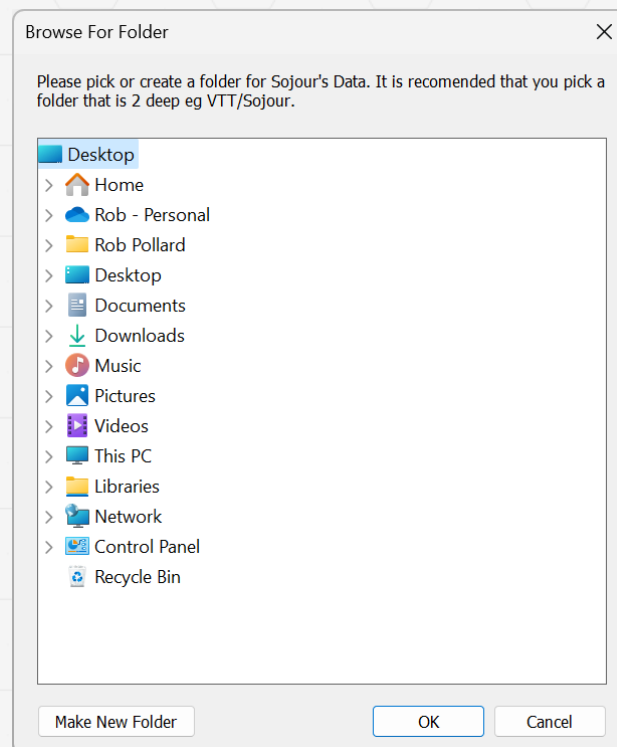 Browse For Folder
Please pick or create a folder for Sojour's Data. It is recomended that you pick a
folder that is 2 deep eg VTT/Sojour.
Desktop
Home
Rob - Personal
Rob Pollard
Desktop
Documents
Downloads
Music
Pictures
Videos
This PC
Libraries
Network
Control Panel
Recycle Bin
Make New Folder OK Cancel